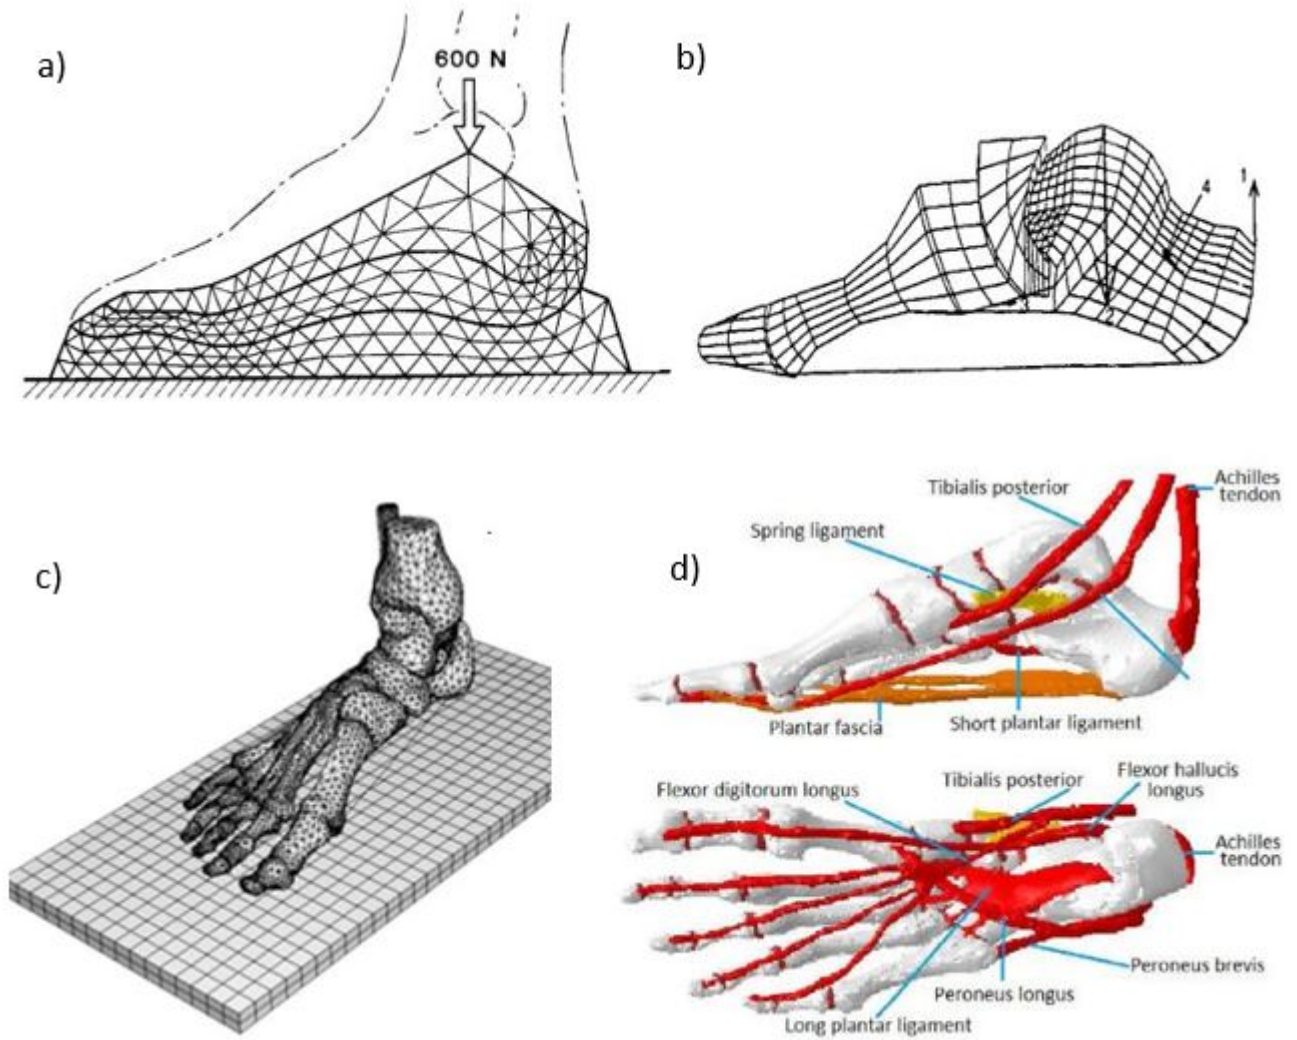 a)
600 N
b)
4
1
c)
d)
Tibialis posterior
Achilles
tendon
Spring ligament
Plantar fascia
Short plantar ligament
Flexor digitorum longus
Tibialis posterior
Flexor hallucis
longus
Achilles
tendon
Peroneus brevis
Peroneus longus
Long plantar ligament